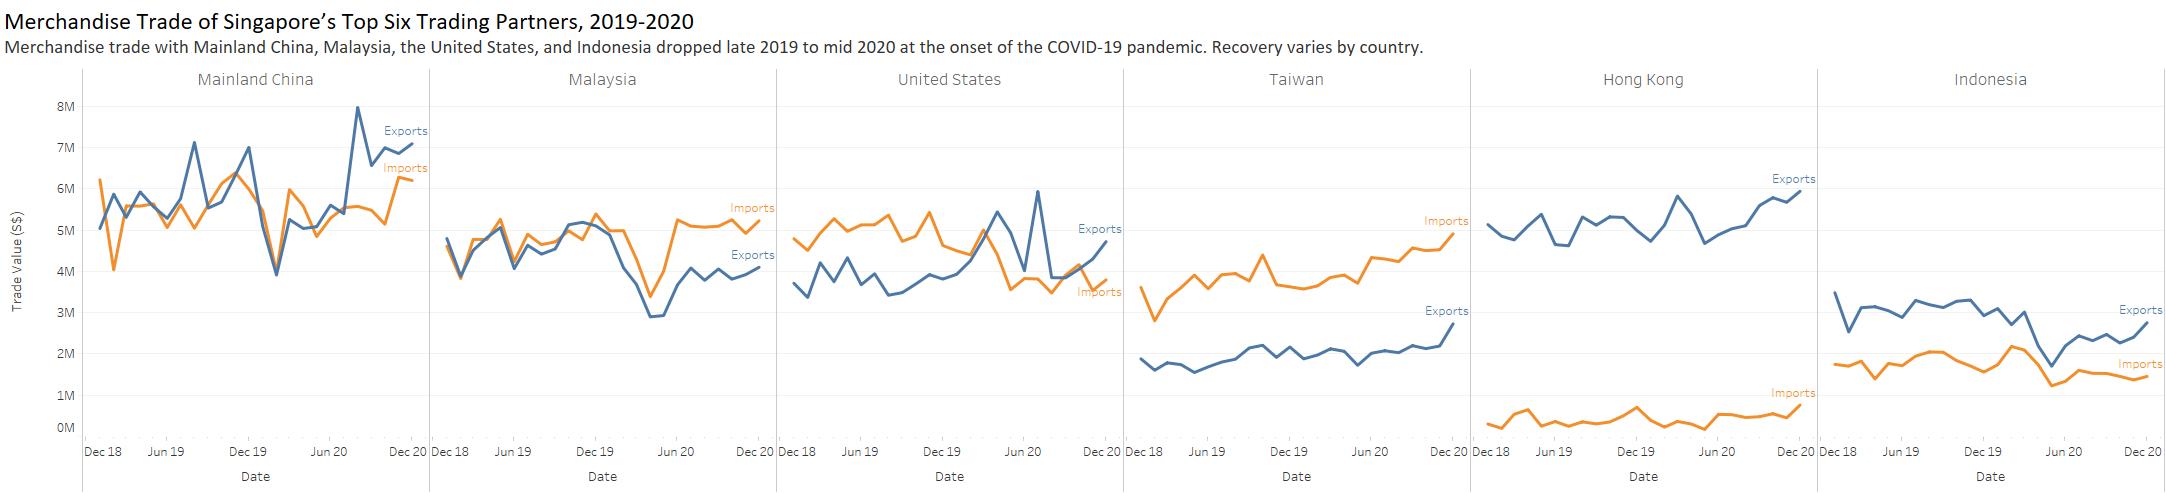 Merchandise Trade of Singapore's Top Six Trading Partners, 2019-2020
Merchandise trade with Mainland China, Malaysia, the United States, and Indonesia dropped late 2019 to mid 2020 at the onset of the COVID-19 pandemic. Recovery varies by country.
Mainland China
Malaysia
United States
Taiwan
Hong Kong
Indonesia
Trade Value (S$)
8M
7M
6M
5M
4M
3M
2M
1M
0M
Exports
Imports
Imports
Exports
Exports
Imports
Imports
Exports
Exports
Imports
Exports
Imports
Dec 18 Jun 19 Dec 19 Jun 20 Dec 20
Dec 18 Jun 19 Dec 19 Jun 20 Dec 20
Dec 18 Jun 19 Dec 19 Jun 20 Dec 20
Dec 18 Jun 19 Dec 19 Jun 20 Dec 20
Dec 18 Jun 19 Dec 19 Jun 20 Dec 20
Dec 18 Jun 19 Dec 19 Jun 20 Dec 20
Date
Date
Date
Date
Date
Date